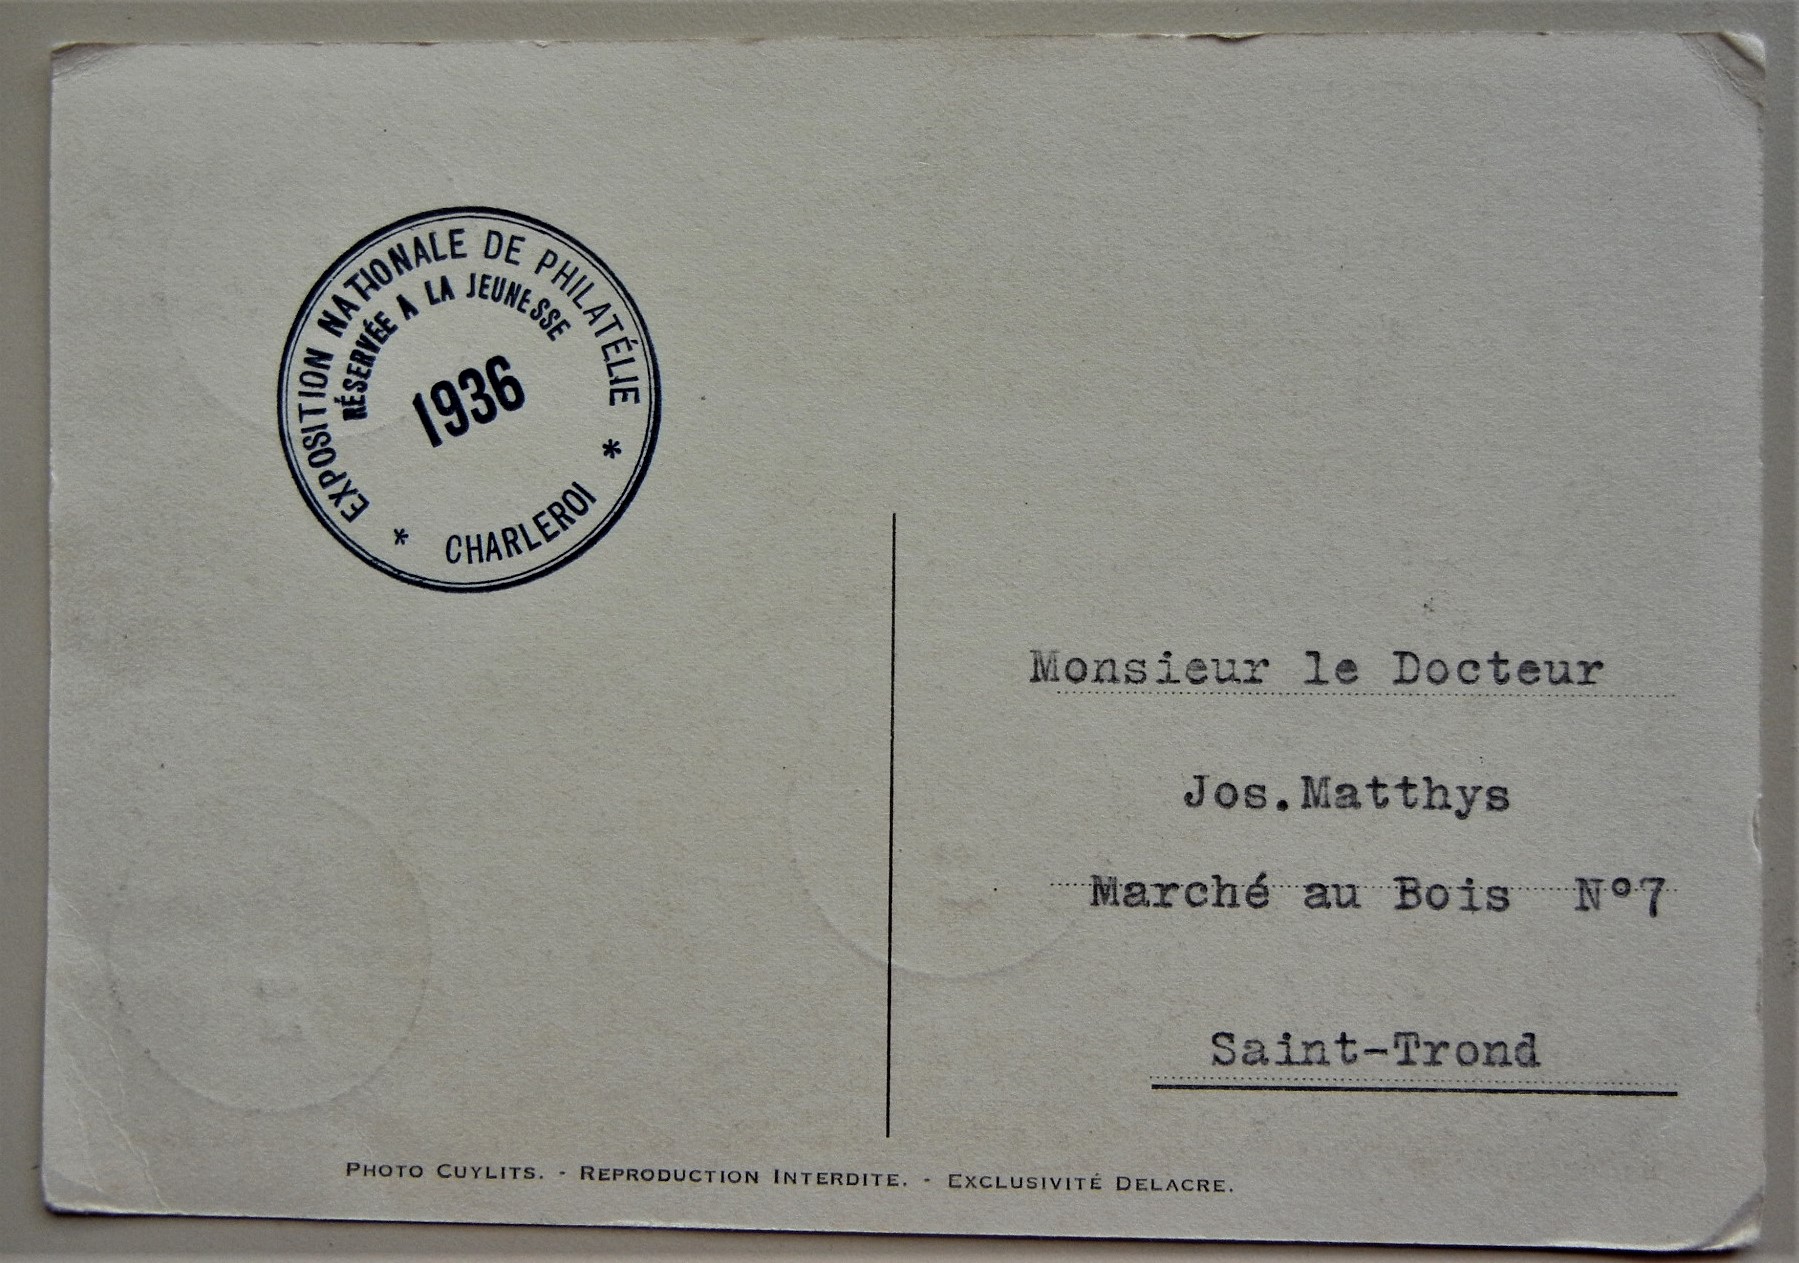 EXPOSITION NATIONALE DE PHILATÉLIE
RÉSERVÉE A LA JEUNESSE
1936
* CHARLEROI *
Monsieur le Docteur
Jos.Matthys
Marché au Bois N°7
Saint-Trond
PHOTO CUYLITS. - REPRODUCTION INTERDITE. - EXCLUSIVITÉ DELACRE.